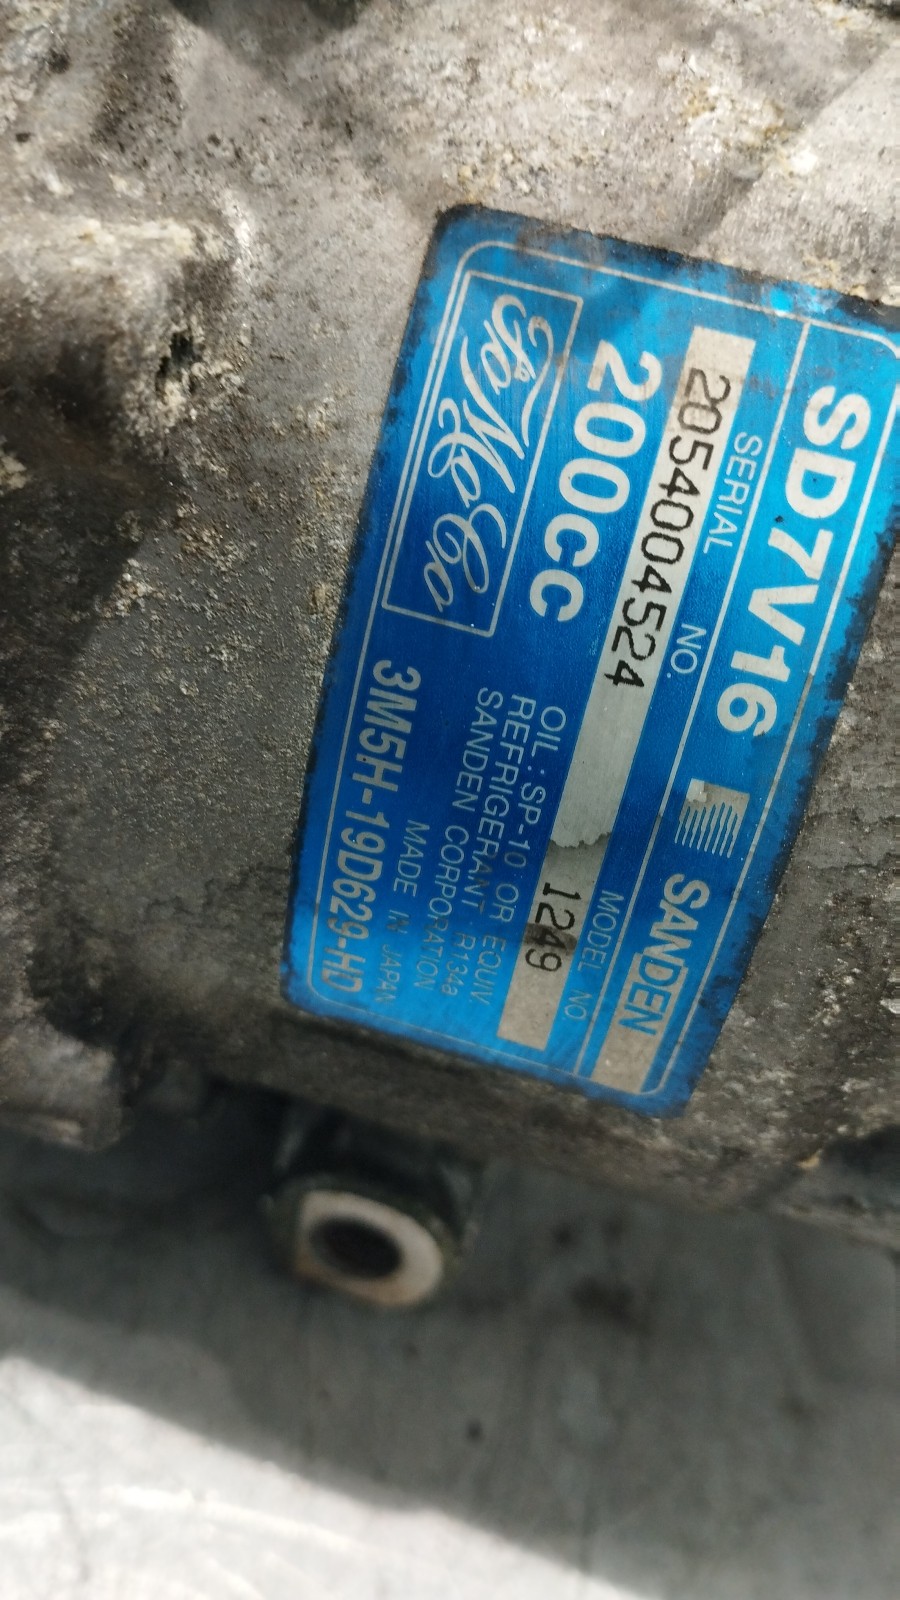 SD7V16 SANDEN
SERIAL NO. MODEL NO
2054004524 1249
200cc
OIL:SP-10 OR EQUIV.
REFRIGERANT R134a
SANDEN CORPORATION
MADE IN JAPAN
FoMoCo
3M5H-19D629-HD